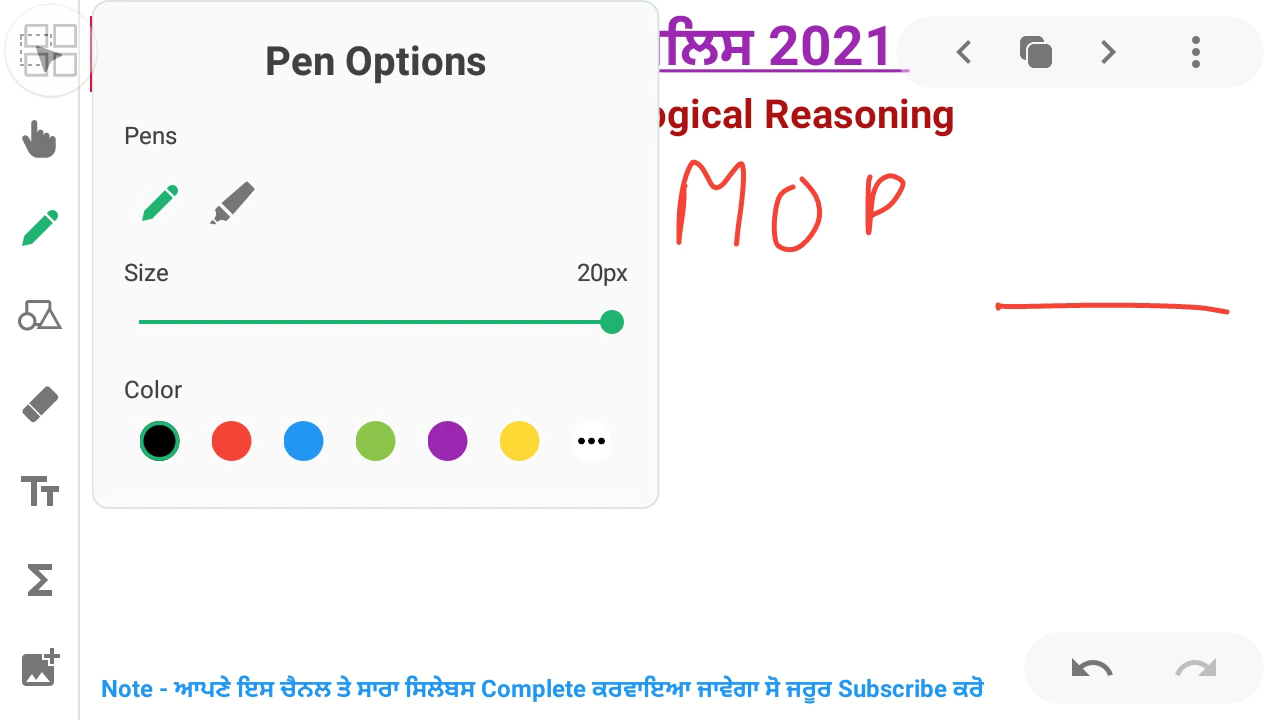 Pen Options
ਲਿਸ 2021
ogical Reasoning
Pens
M O P
Size 20px
Color
Note - ਆਪਣੇ ਇਸ ਚੈਨਲ ਤੇ ਸਾਰਾ ਸਿਲੇਬਸ Complete ਕਰਵਾਇਆ ਜਾਵੇਗਾ ਸੋ ਜਰੂਰ Subscribe ਕਰੋ